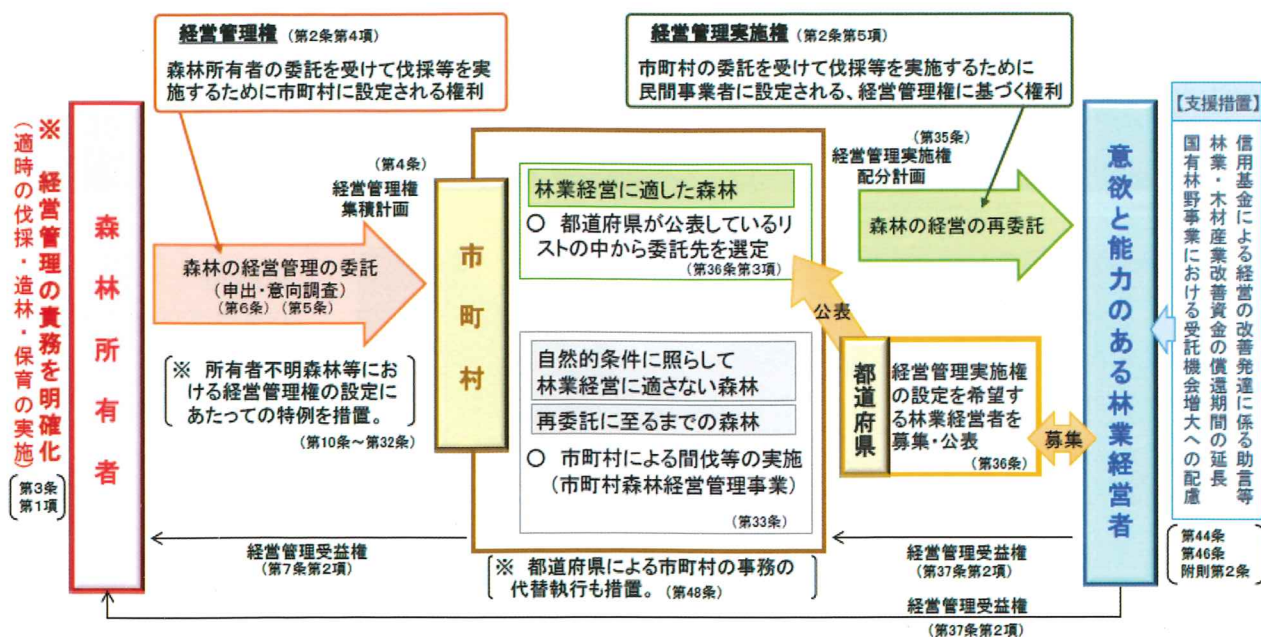 経営管理権 (第2条第4項)
森林所有者の委託を受けて伐採等を実
施するために市町村に設定される権利
経営管理実施権 (第2条第5項)
市町村の委託を受けて伐採等を実施するために
民間事業者に設定される、経営管理権に基づく権利
※ 経営管理の責務を明確化
(適時の伐採・造林・保育の実施)
第3条
第1項
森林所有者
(第4条)
経営管理権
集積計画
森林の経営管理の委託
(申出・意向調査)
(第6条) (第5条)
※ 所有者不明森林等にお
ける経営管理権の設定に
あたっての特例を措置。
(第10条～第32条)
市町村
林業経営に適した森林
○ 都道府県が公表しているリ
ストの中から委託先を選定
(第36条第3項)
自然的条件に照らして
林業経営に適さない森林
再委託に至るまでの森林
○ 市町村による間伐等の実施
(市町村森林経営管理事業)
(第33条)
(第35条)
経営管理実施権
配分計画
森林の経営の再委託
公表
都道府県
経営管理実施権
の設定を希望す
る林業経営者を
募集・公表
(第36条)
募集
意欲と能力のある林業経営者
【支援措置】
信用基金による経営の改善発達に係る助言等
林業・木材産業改善資金の償還期間の延長
国有林野事業における受託機会増大への配慮
第44条
第46条
附則第2条
経営管理受益権
(第7条第2項)
※ 都道府県による市町村の事務の
代替執行も措置。 (第48条)
経営管理受益権
(第37条第2項)
経営管理受益権
(第37条第2項)